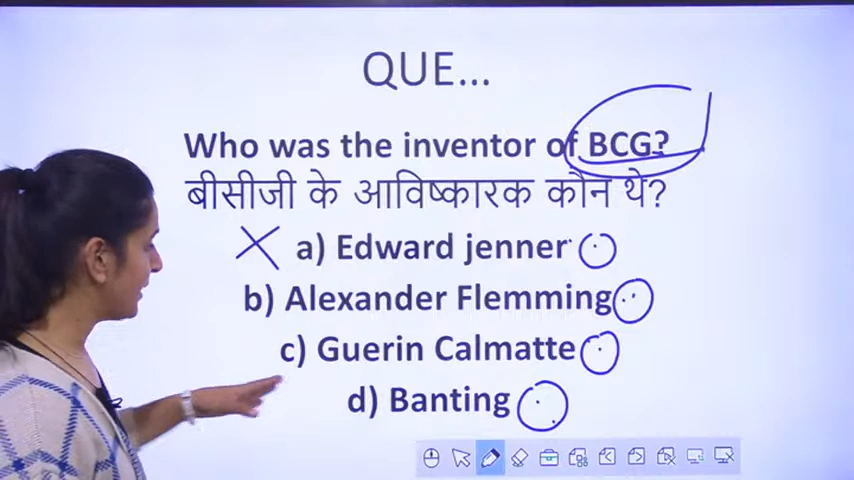 QUE...
Who was the inventor of BCG?
बीसीजी के आविष्कारक कौन थे?
a) Edward jenner
b) Alexander Flemming
c) Guerin Calmatte
d) Banting